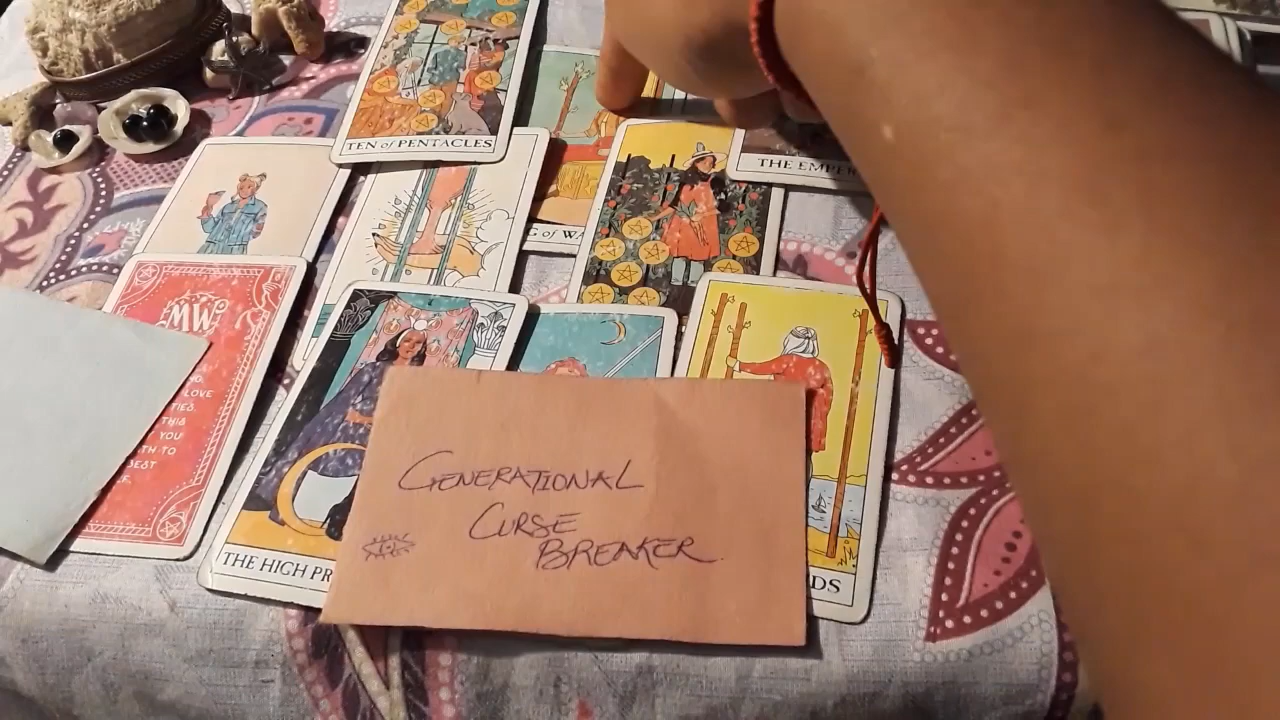 TEN of PENTACLES
THE EMPER
G of WA
MW
LOVE
TIES.
THIS
YOU
TH TO
BEST
THE HIGH PR
DS
GENERATIONAL
CURSE
BREAKER